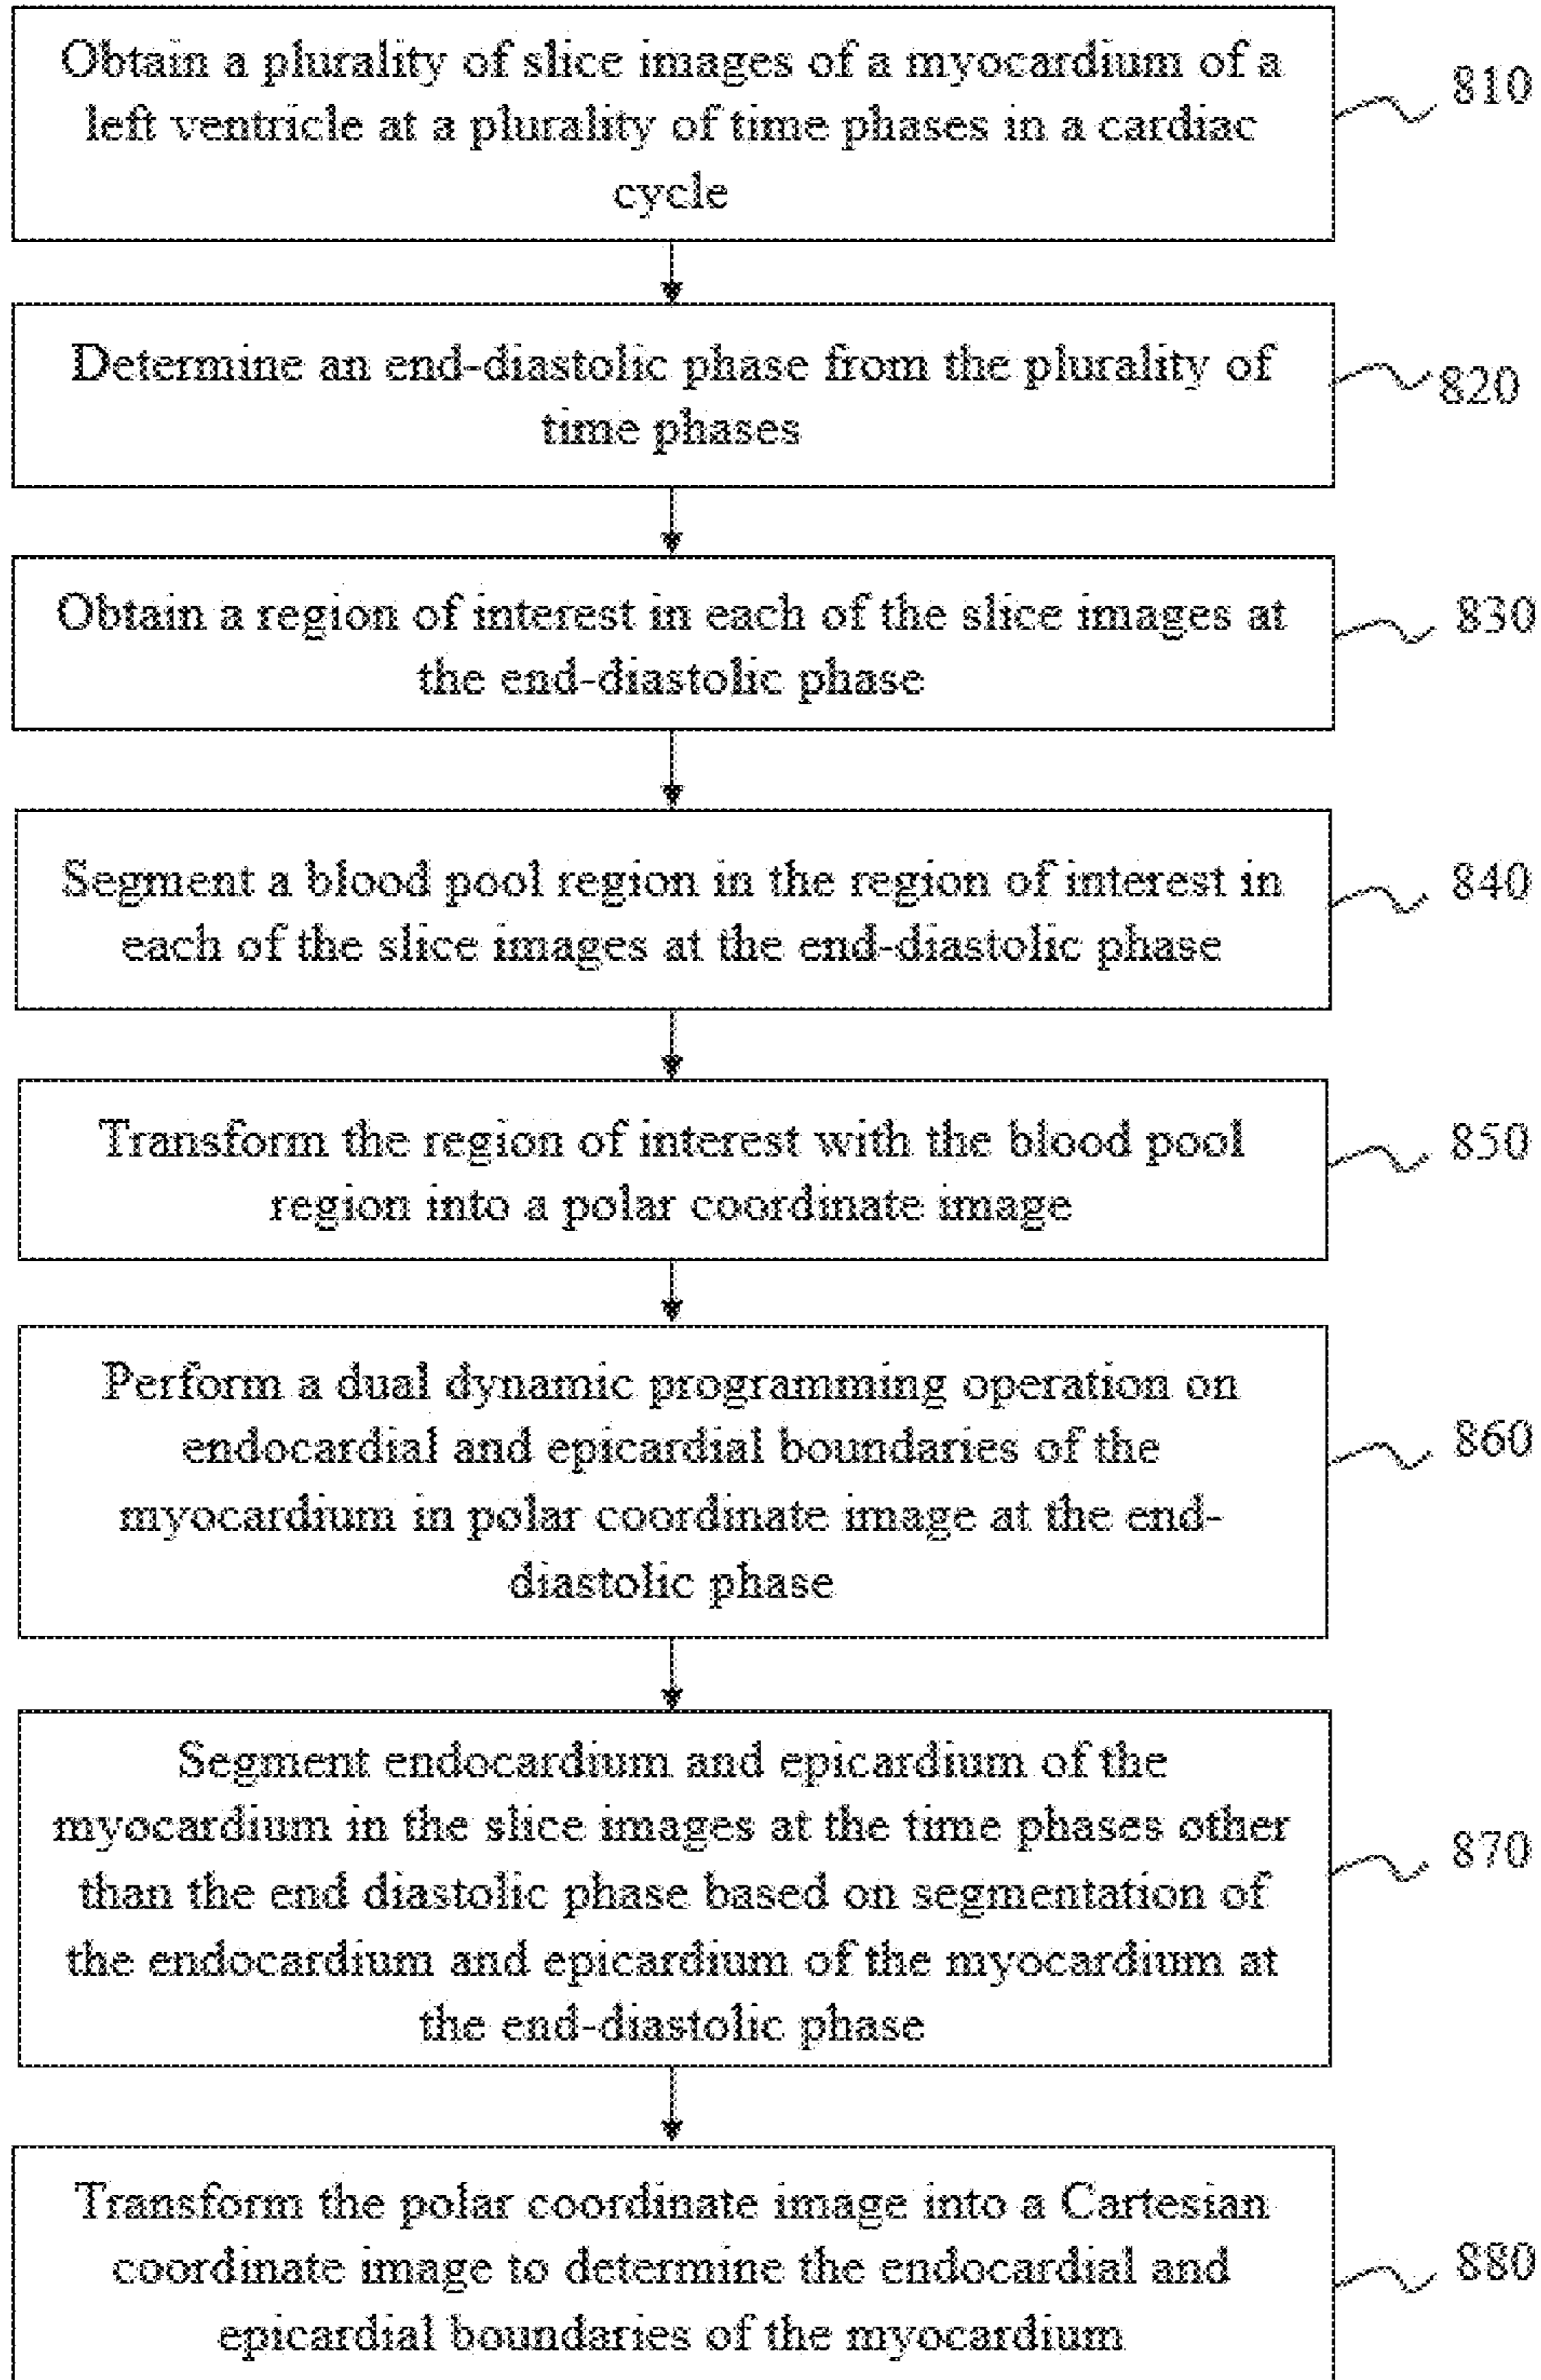 Obtain a plurality of slice images of a myocardium of a
left ventricle at a plurality of time phases in a cardiac
cycle
810
Determine an end-diastolic phase from the plurality of
time phases
820
Obtain a region of interest in each of the slice images at
the end-diastolic phase
830
Segment a blood pool region in the region of interest in
each of the slice images at the end-diastolic phase
840
Transform the region of interest with the blood pool
region into a polar coordinate image
850
Perform a dual dynamic programming operation on
endocardial and epicardial boundaries of the
myocardium in polar coordinate image at the end-
diastolic phase
860
Segment endocardium and epicardium of the
myocardium in the slice images at the time phases other
than the end diastolic phase based on segmentation of
the endocardium and epicardium of the myocardium at
the end-diastolic phase
870
Transform the polar coordinate image into a Cartesian
coordinate image to determine the endocardial and
epicardial boundaries of the myocardium
880